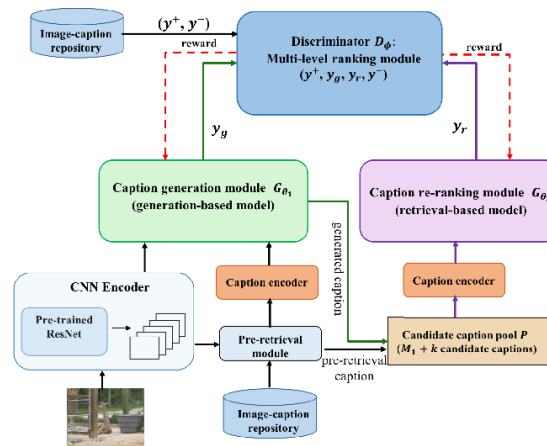 Image-caption
repository
(y⁺, y⁻)
reward
Discriminator D_ϕ:
Multi-level ranking module
(y⁺, y_g, y_r, y⁻)
reward
y_g
y_r
Caption generation module G_θ₁
(generation-based model)
Caption re-ranking module G_θ
(retrieval-based model)
generated caption
CNN Encoder
Pre-trained
ResNet
Caption encoder
Caption encoder
Pre-retrieval
module
pre-retrieval
caption
Candidate caption pool P
(M₁ + k candidate captions)
Image-caption
repository